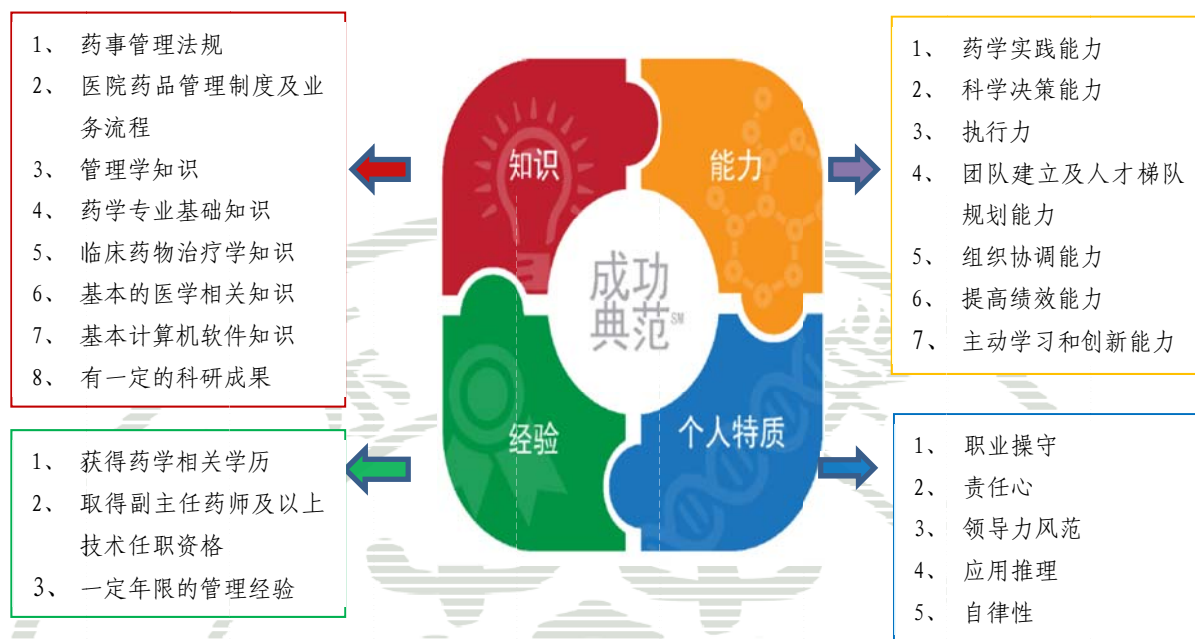 1、 药事管理法规
2、 医院药品管理制度及业
务流程
3、 管理学知识
4、 药学专业基础知识
5、 临床药物治疗学知识
6、 基本的医学相关知识
7、 基本计算机软件知识
8、 有一定的科研成果
知识
能力
成功
典范℠
经验
个人特质
1、 药学实践能力
2、 科学决策能力
3、 执行力
4、 团队建立及人才梯队
规划能力
5、 组织协调能力
6、 提高绩效能力
7、 主动学习和创新能力
1、 获得药学相关学历
2、 取得副主任药师及以上
技术任职资格
3、 一定年限的管理经验
1、 职业操守
2、 责任心
3、 领导力风范
4、 应用推理
5、 自律性